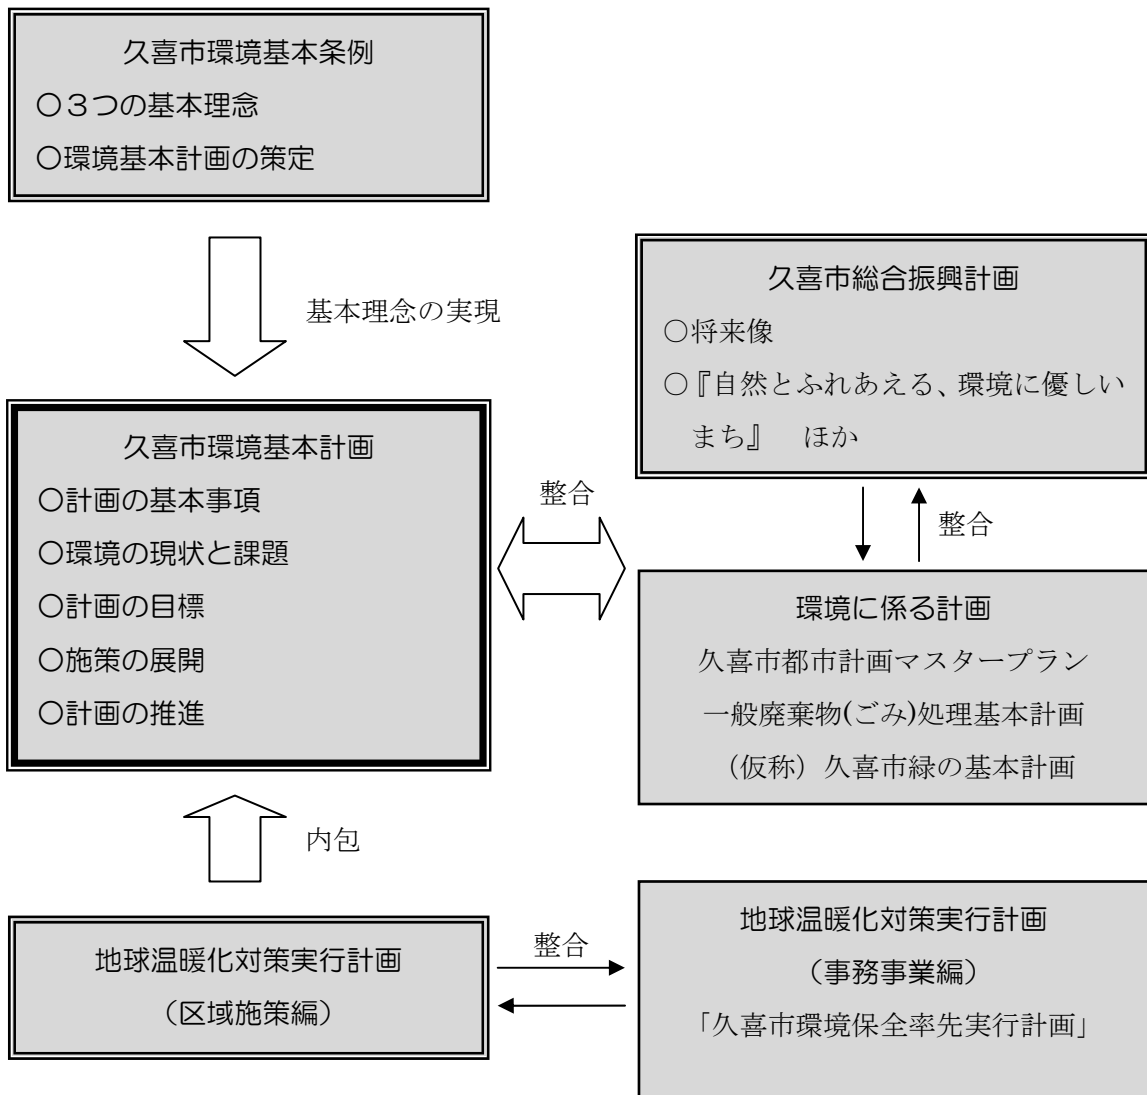 久喜市環境基本条例
○３つの基本理念
○環境基本計画の策定
基本理念の実現
久喜市総合振興計画
○将来像
○『自然とふれあえる、環境に優しい
まち』　ほか
久喜市環境基本計画
○計画の基本事項
○環境の現状と課題
○計画の目標
○施策の展開
○計画の推進
整合
整合
環境に係る計画
久喜市都市計画マスタープラン
一般廃棄物(ごみ)処理基本計画
（仮称）久喜市緑の基本計画
内包
地球温暖化対策実行計画
（区域施策編）
整合
地球温暖化対策実行計画
（事務事業編）
「久喜市環境保全率先実行計画」